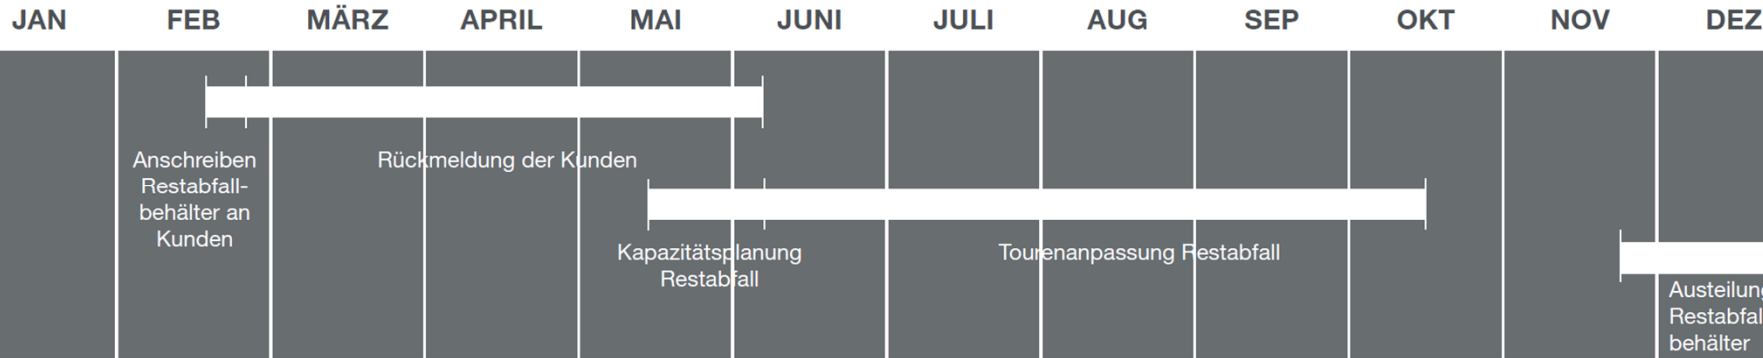 JAN FEB MÄRZ APRIL MAI JUNI JULI AUG SEP OKT NOV DEZ
Anschreiben
Restabfall-
behälter an
Kunden
Rückmeldung der Kunden
Kapazitätsplanung
Restabfall
Tourenanpassung Restabfall
Austeilung
Restabfal
behälter